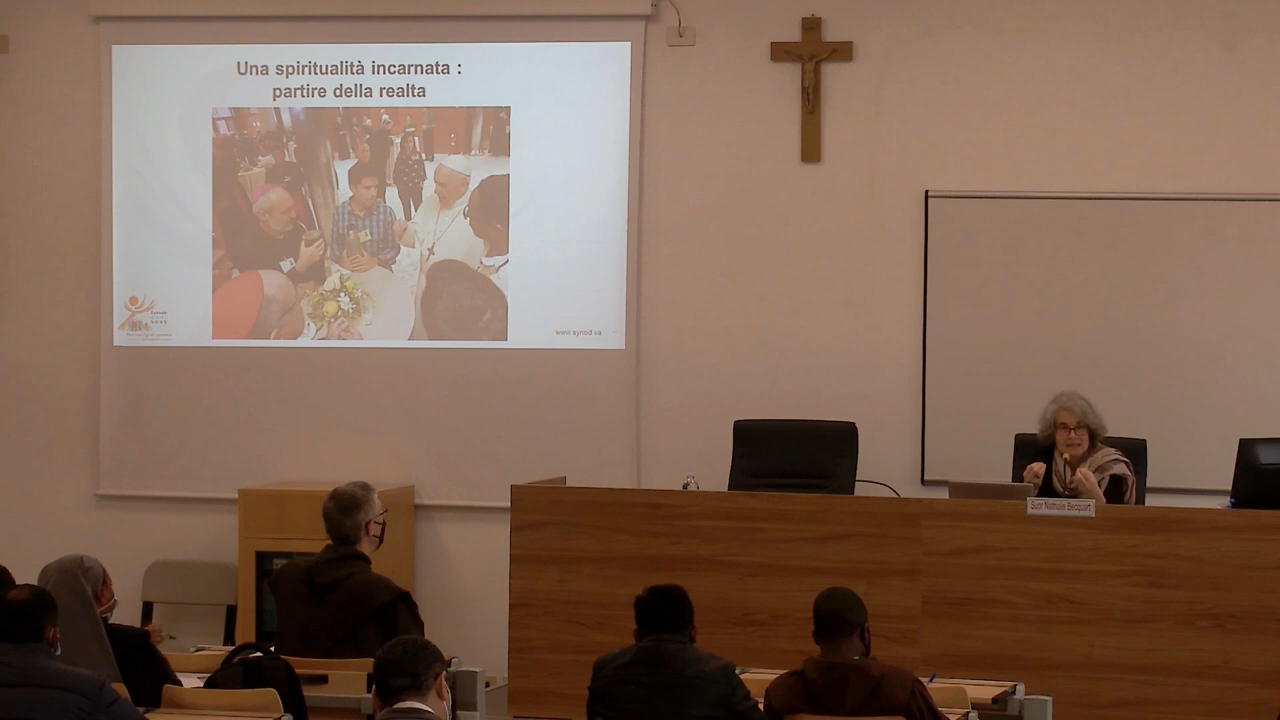 Una spiritualità incarnata :
partire della realta
www.synod.va
Suor Nathalie Becquart